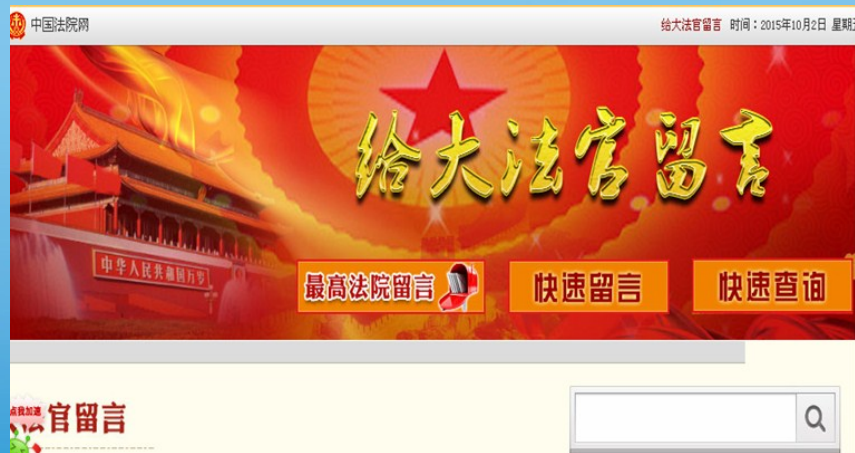 中国法院网
给大法官留言 时间：2015年10月2日 星期五
给大法官留言
中华人民共和国万岁
最高法院留言
快速留言
快速查询
点我加速
法官留言